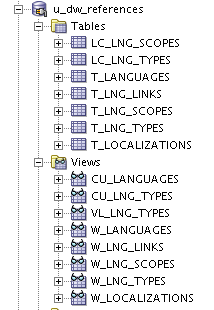 u_dw_references
Tables
LC_LNG_SCOPES
LC_LNG_TYPES
T_LANGUAGES
T_LNG_LINKS
T_LNG_SCOPES
T_LNG_TYPES
T_LOCALIZATIONS
Views
CU_LANGUAGES
CU_LNG_TYPES
VL_LNG_TYPES
W_LANGUAGES
W_LNG_LINKS
W_LNG_SCOPES
W_LNG_TYPES
W_LOCALIZATIONS